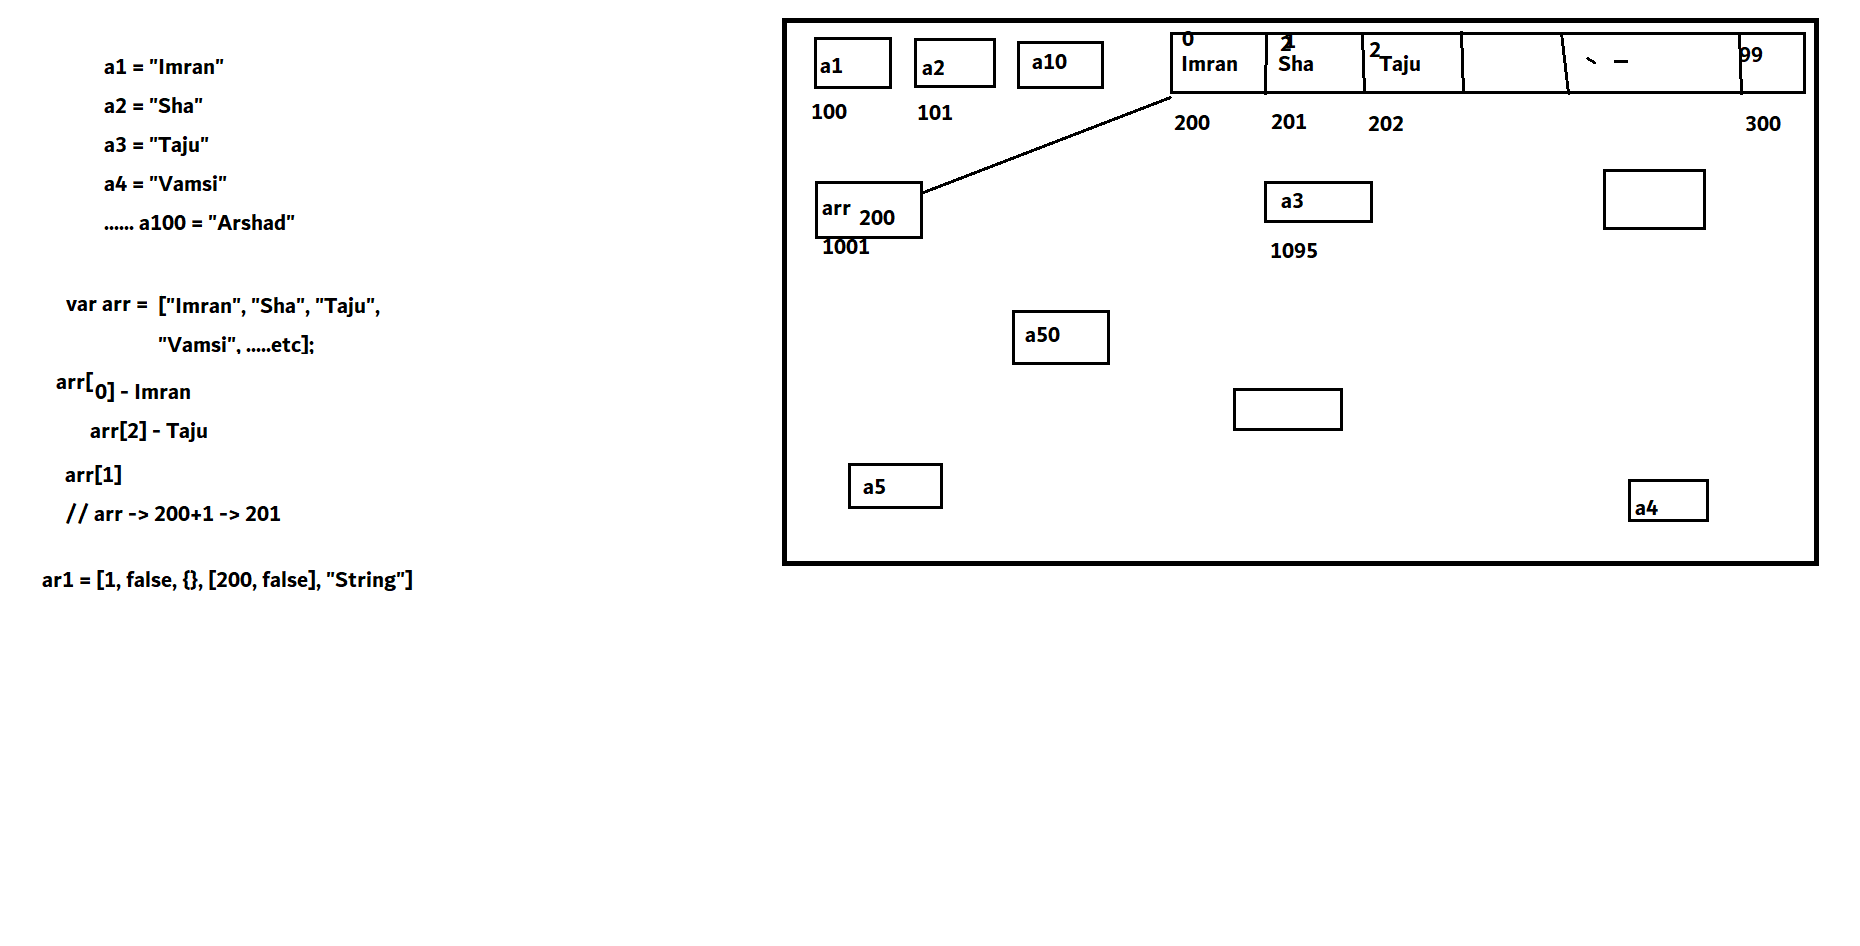 a1 = "Imran"
a2 = "Sha"
a3 = "Taju"
a4 = "Vamsi"
...... a100 = "Arshad"
var arr = ["Imran", "Sha", "Taju",
"Vamsi", .....etc];
arr[0] - Imran
arr[2] - Taju
arr[1]
// arr -> 200+1 -> 201
ar1 = [1, false, {}, [200, false], "String"]
a1
a2
a10
100
101
0
1
2
99
Imran
Sha
Taju
200
201
202
300
arr 200
1001
a3
1095
a50
a5
a4